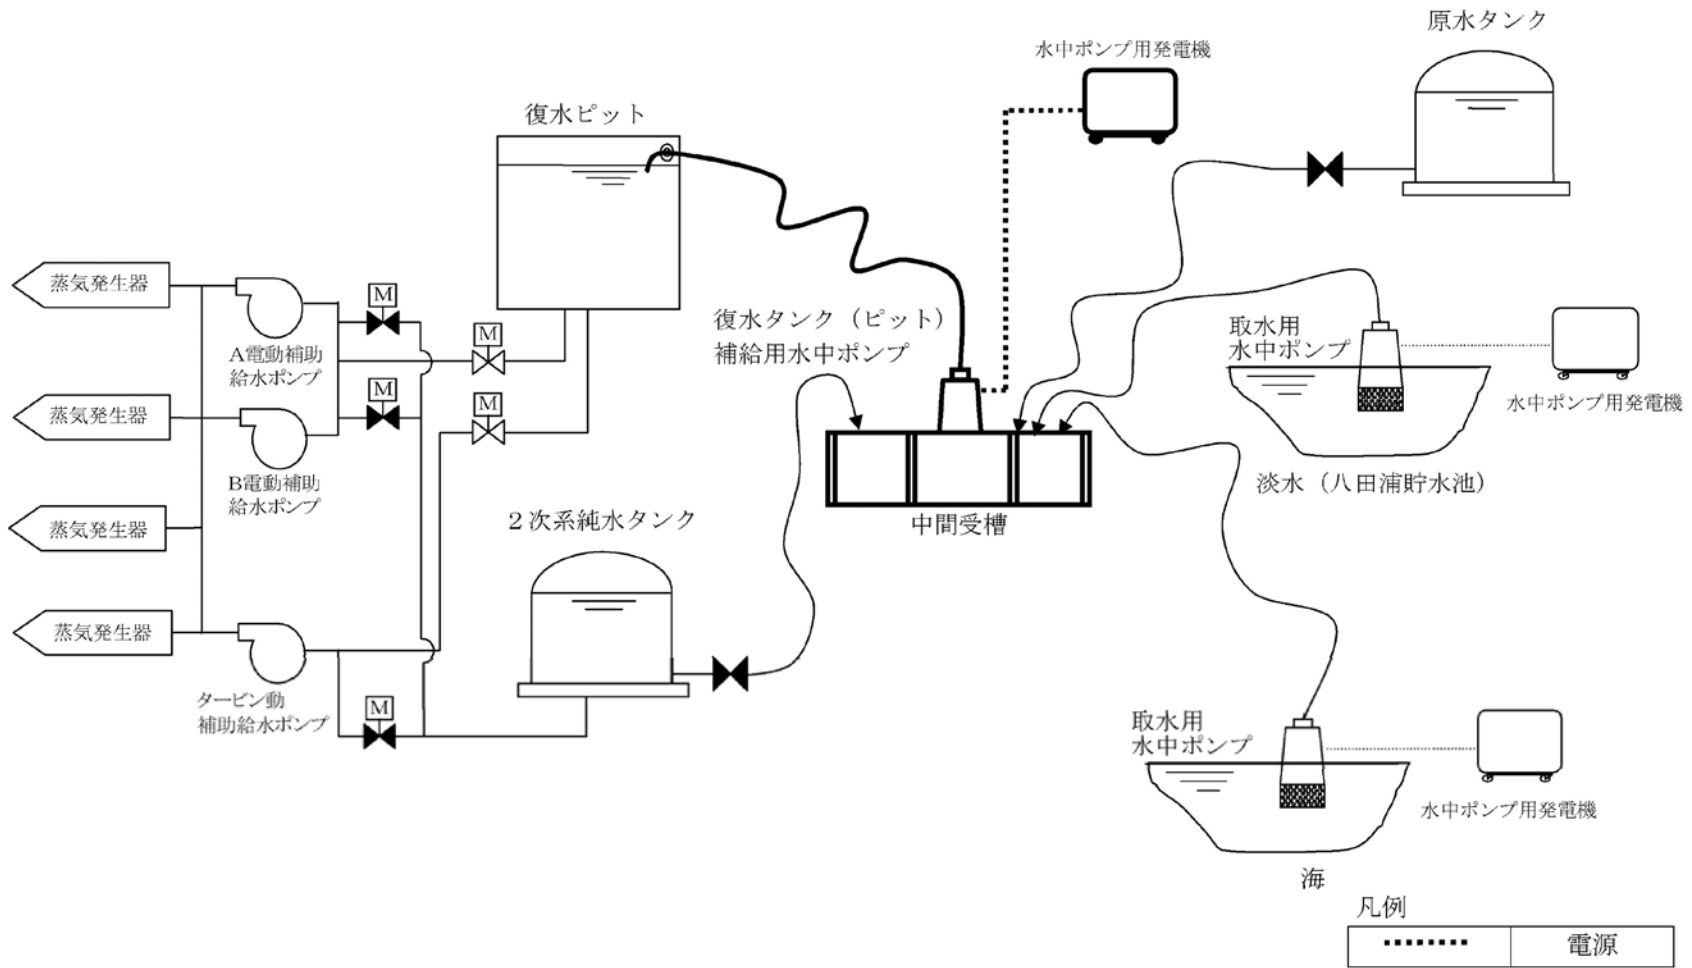 原水タンク
水中ポンプ用発電機
復水ピット
蒸気発生器
M
A電動補助
給水ポンプ
M
復水タンク（ピット）
補給用水中ポンプ
取水用
水中ポンプ
水中ポンプ用発電機
蒸気発生器
M
M
B電動補助
給水ポンプ
淡水（八田浦貯水池）
中間受槽
２次系純水タンク
蒸気発生器
蒸気発生器
タービン動
補助給水ポンプ
M
取水用
水中ポンプ
水中ポンプ用発電機
海
凡例
電源